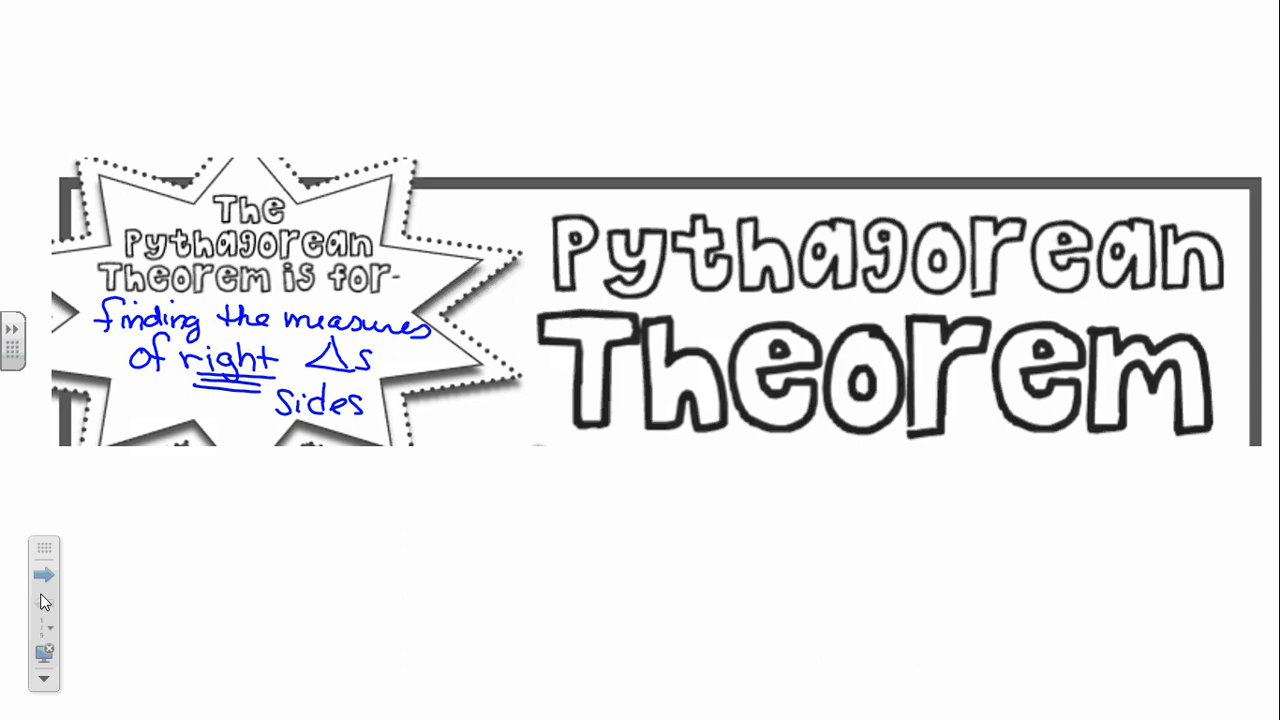 The
Pythagorean
Theorem is for-
finding the measures
of right △s
sides
Pythagorean
Theorem